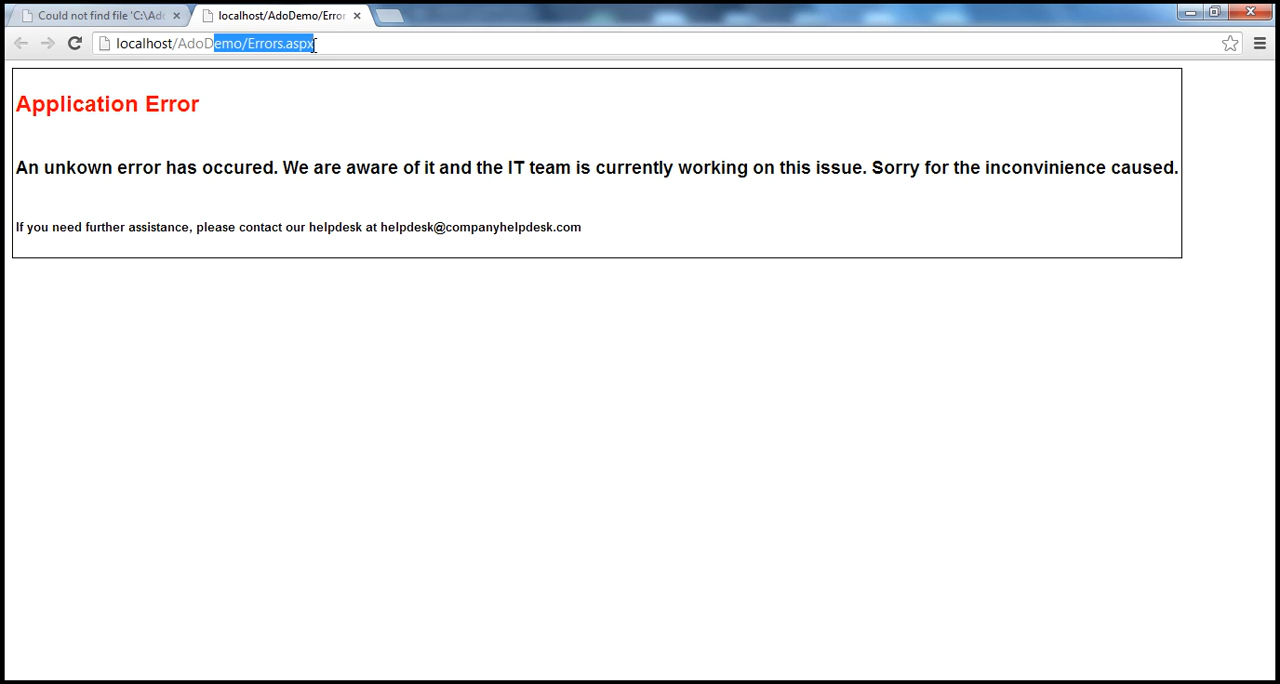 Could not find file 'C:\Ado
localhost/AdoDemo/Error
localhost/AdoDemo/Errors.aspx
Application Error
An unkown error has occured. We are aware of it and the IT team is currently working on this issue. Sorry for the inconvinience caused.
If you need further assistance, please contact our helpdesk at helpdesk@companyhelpdesk.com